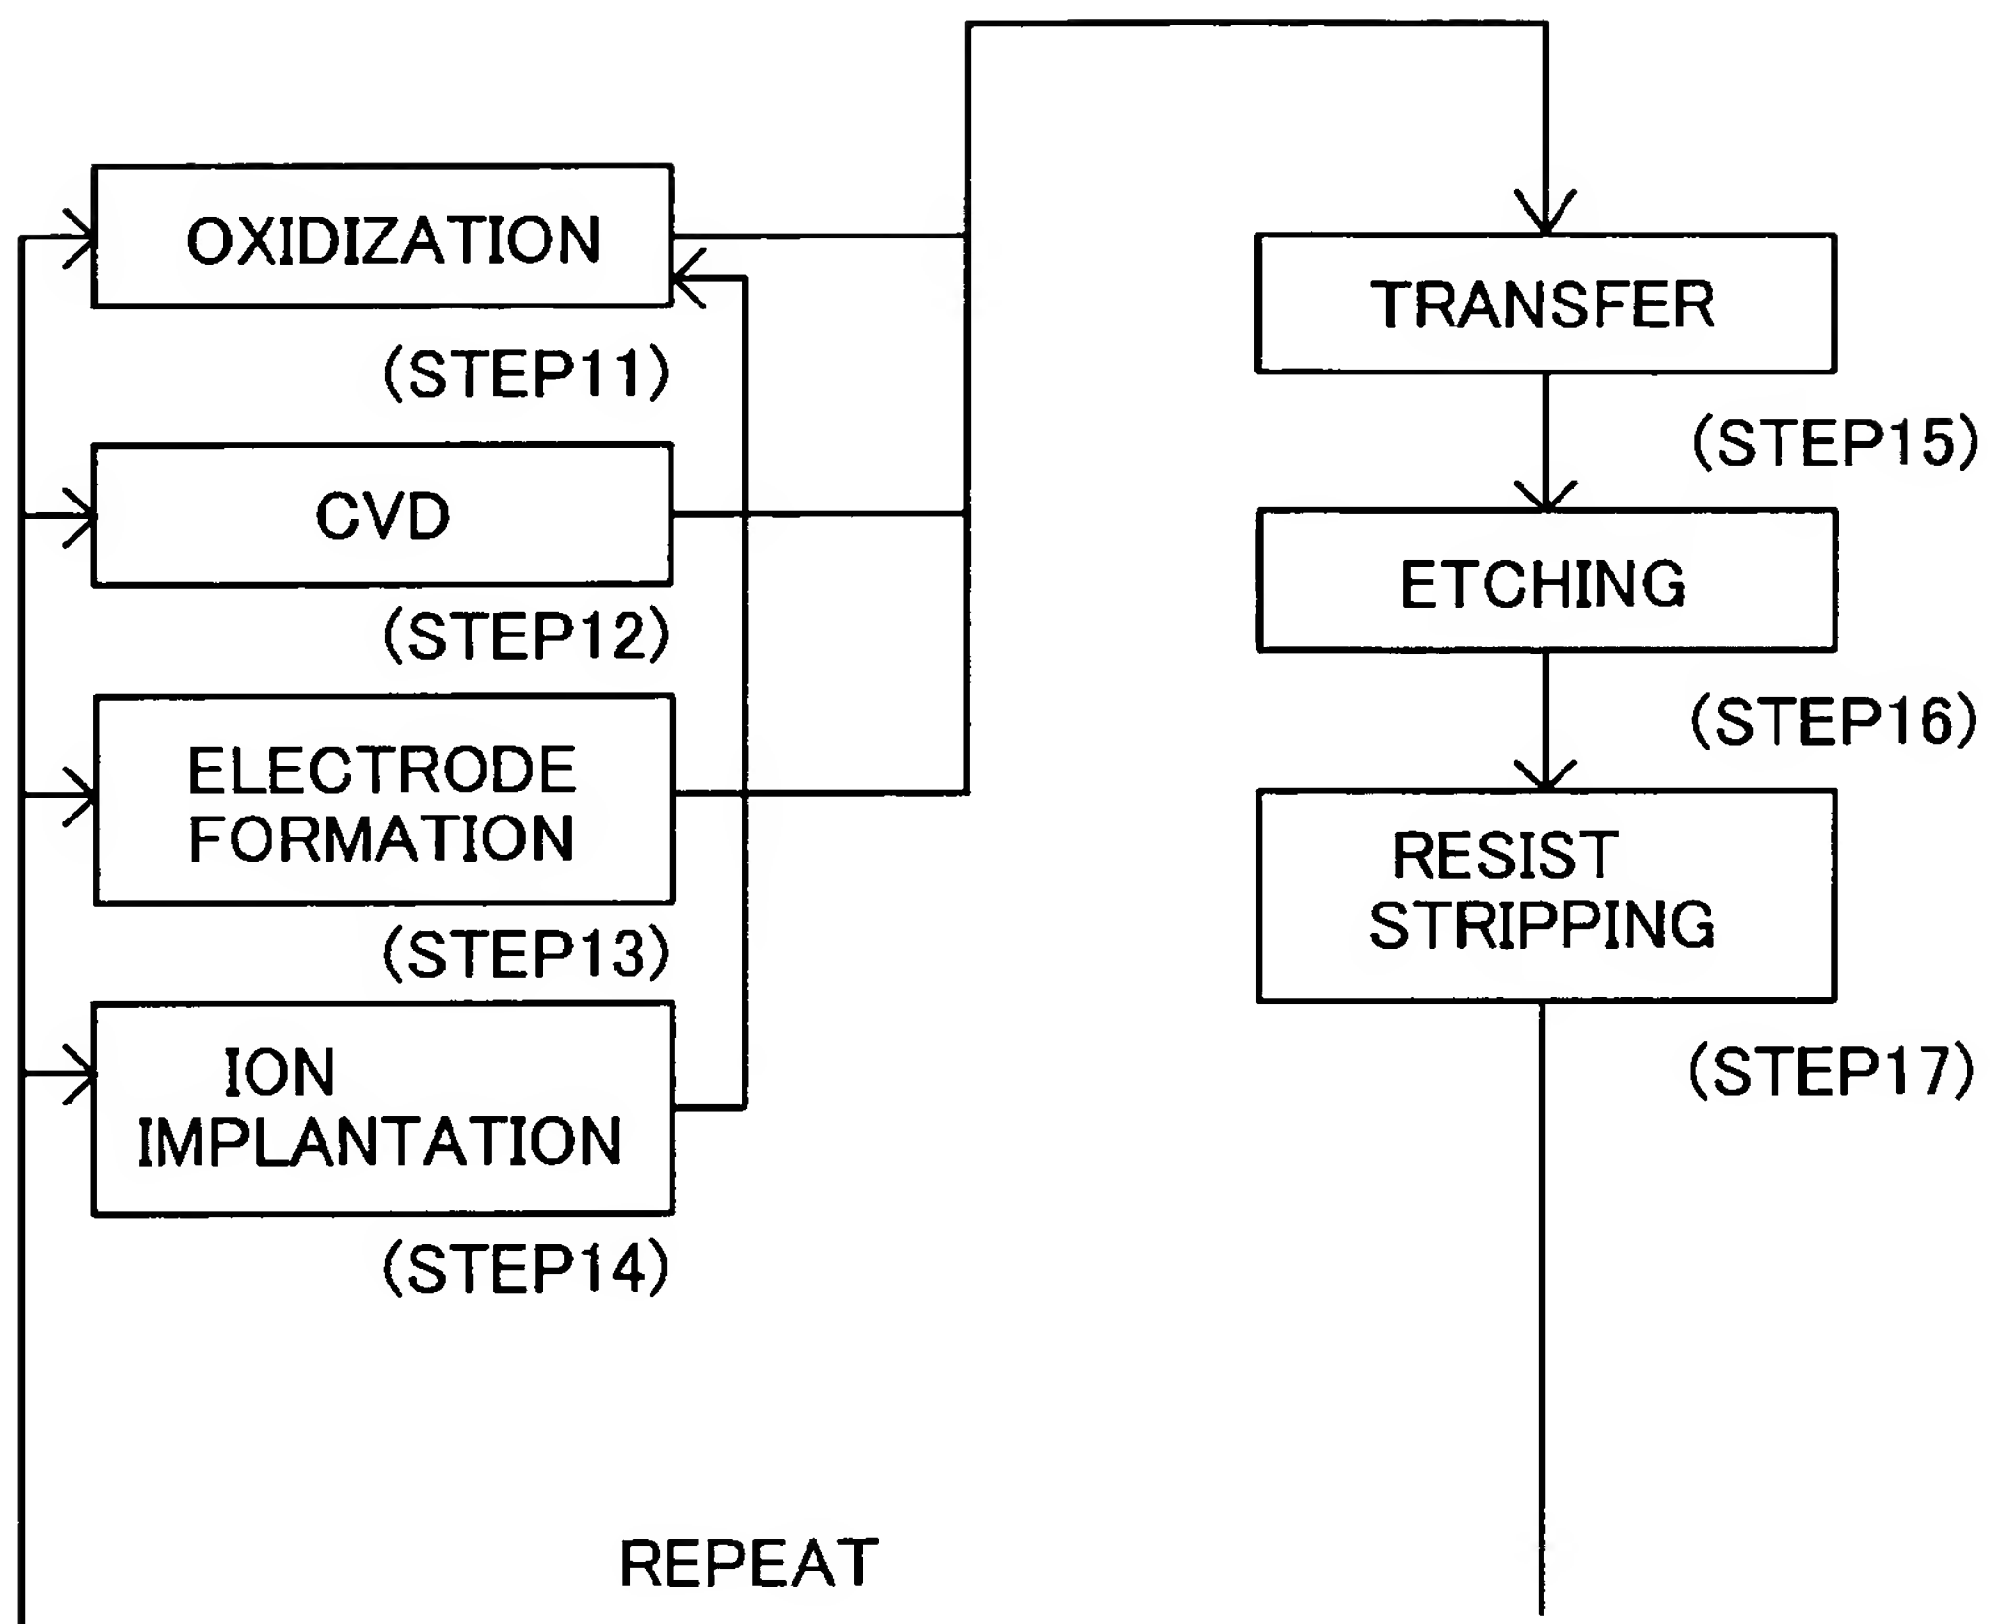 OXIDIZATION
(STEP11)
CVD
(STEP12)
ELECTRODE
FORMATION
(STEP13)
ION
IMPLANTATION
(STEP14)
TRANSFER
(STEP15)
ETCHING
(STEP16)
RESIST
STRIPPING
(STEP17)
REPEAT